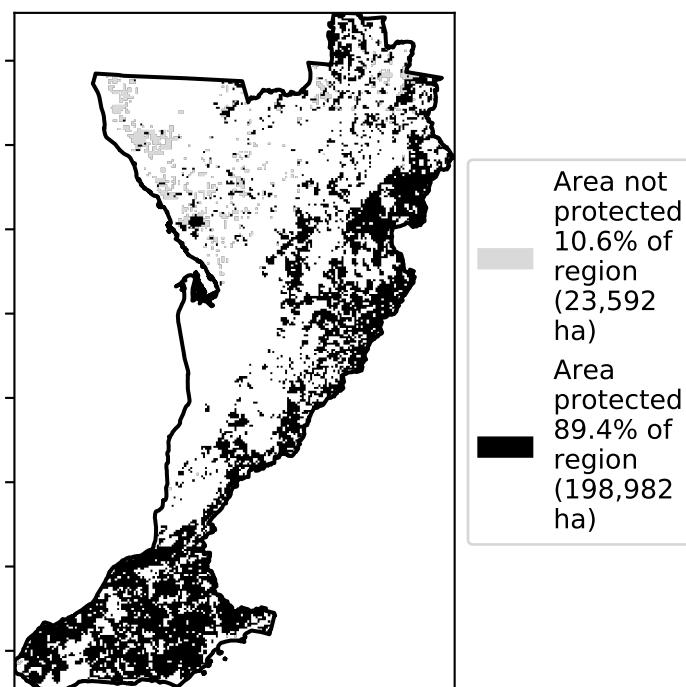 Area not
protected
10.6% of
region
(23,592
ha)
Area
protected
89.4% of
region
(198,982
ha)